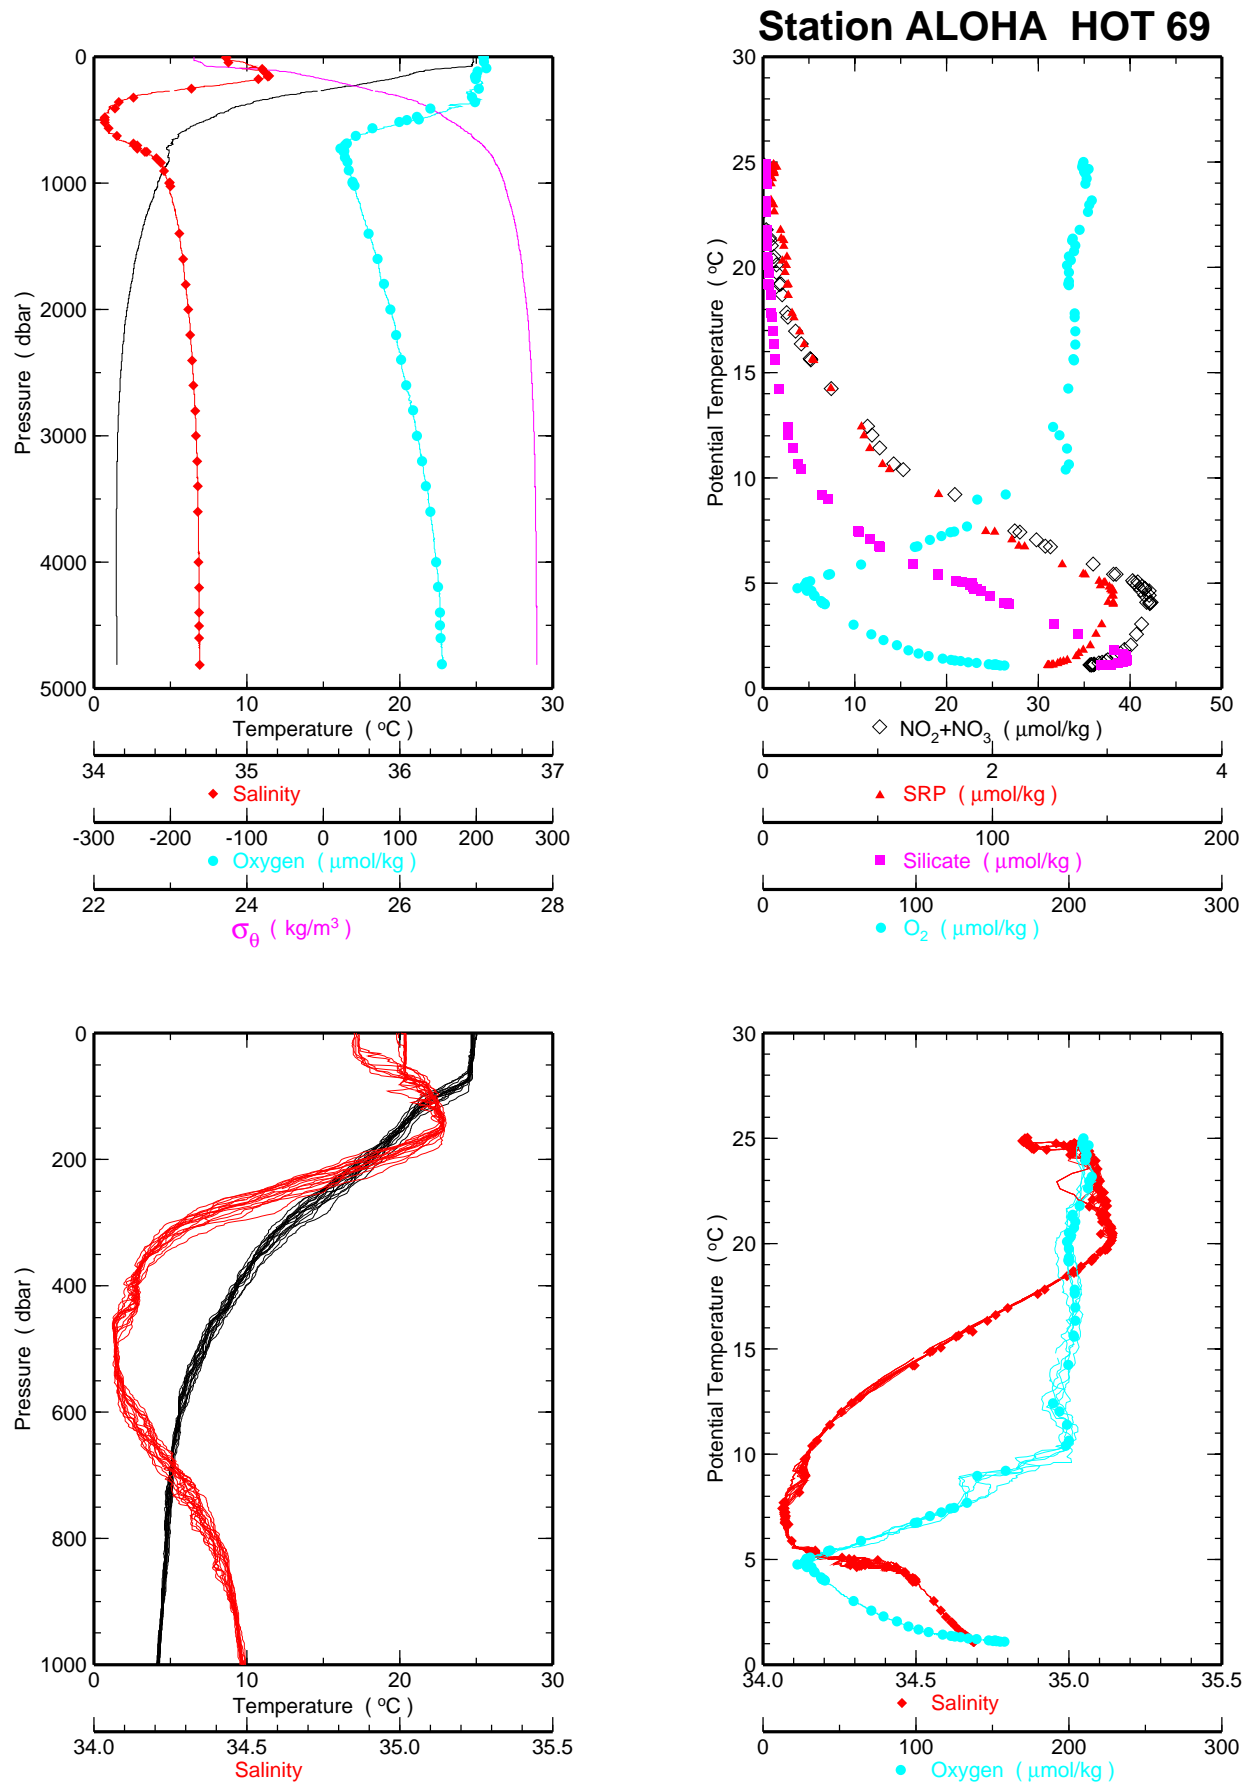 Station ALOHA HOT 69
0
1000
2000
3000
4000
5000
Pressure ( dbar)
0 10 20 30
Temperature ( °C)
34 35 36 37
Salinity
-300 -200 -100 0 100 200 300
Oxygen ( µmol/kg)
22 24 26 28
σθ ( kg/m³)
30
25
20
15
10
5
0
Potential Temperature ( °C)
0 10 20 30 40 50
NO₂+NO₃ ( µmol/kg)
0 2 4
SRP ( µmol/kg)
0 100 200
Silicate ( µmol/kg)
0 100 200 300
O₂ ( µmol/kg)
0
200
400
600
800
1000
Pressure ( dbar)
0 10 20 30
Temperature ( °C)
34.0 34.5 35.0 35.5
Salinity
30
25
20
15
10
5
0
Potential Temperature ( °C)
34.0 34.5 35.0 35.5
Salinity
0 100 200 300
Oxygen ( µmol/kg)